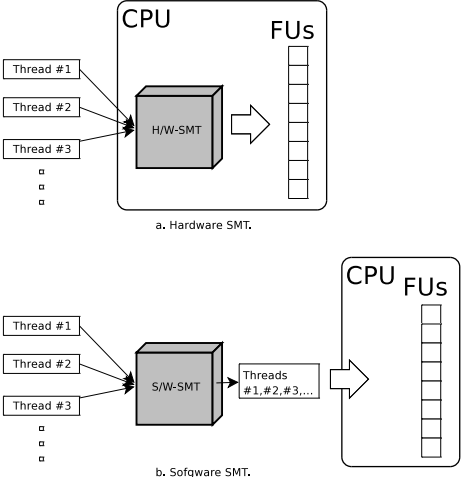 CPU
FUs
Thread #1
Thread #2
Thread #3
H/W-SMT
a. Hardware SMT.
CPU
FUs
Thread #1
Thread #2
Thread #3
S/W-SMT
Threads
#1,#2,#3,...
b. Sofgware SMT.